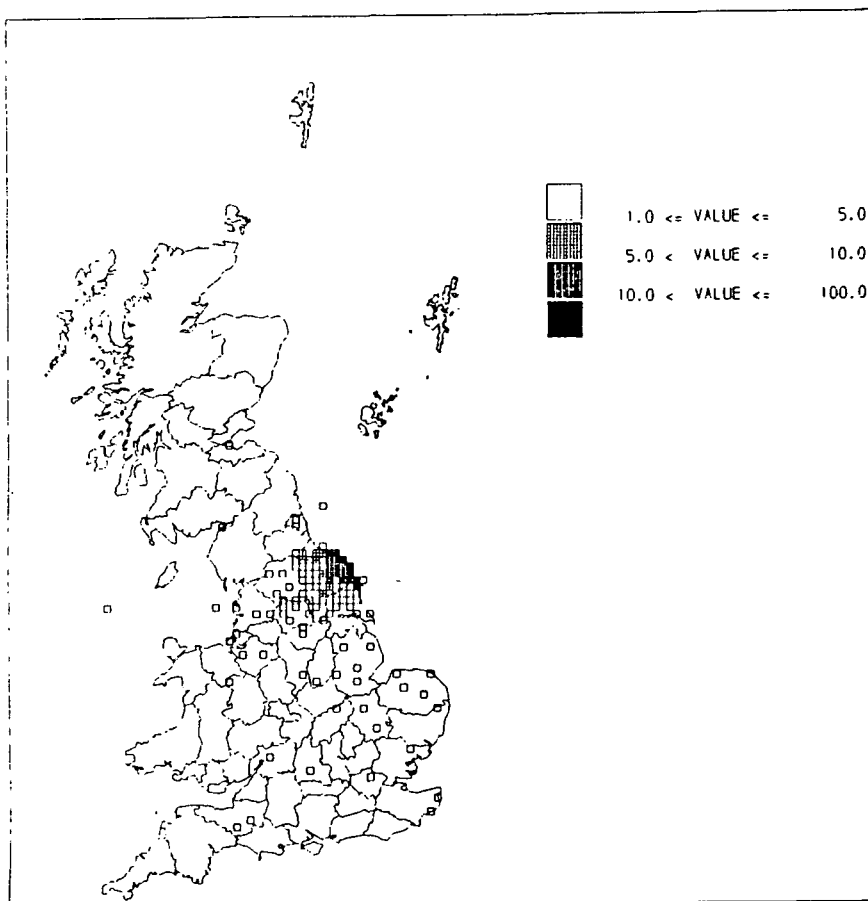 1.0 <= VALUE <= 5.0
5.0 < VALUE <= 10.0
10.0 < VALUE <= 100.0